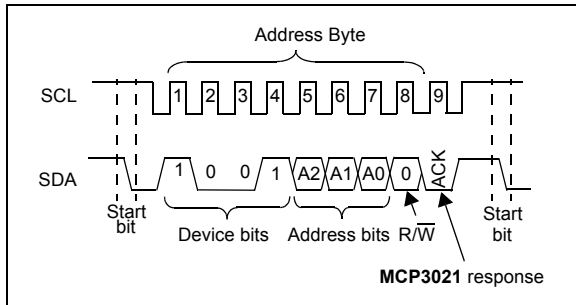 Address Byte
SCL
1 2 3 4 5 6 7 8 9
SDA
1 0 0 1 A2 A1 A0 0 ACK
Start
bit
Device bits
Address bits
R/W̅
Start
bit
MCP3021 response